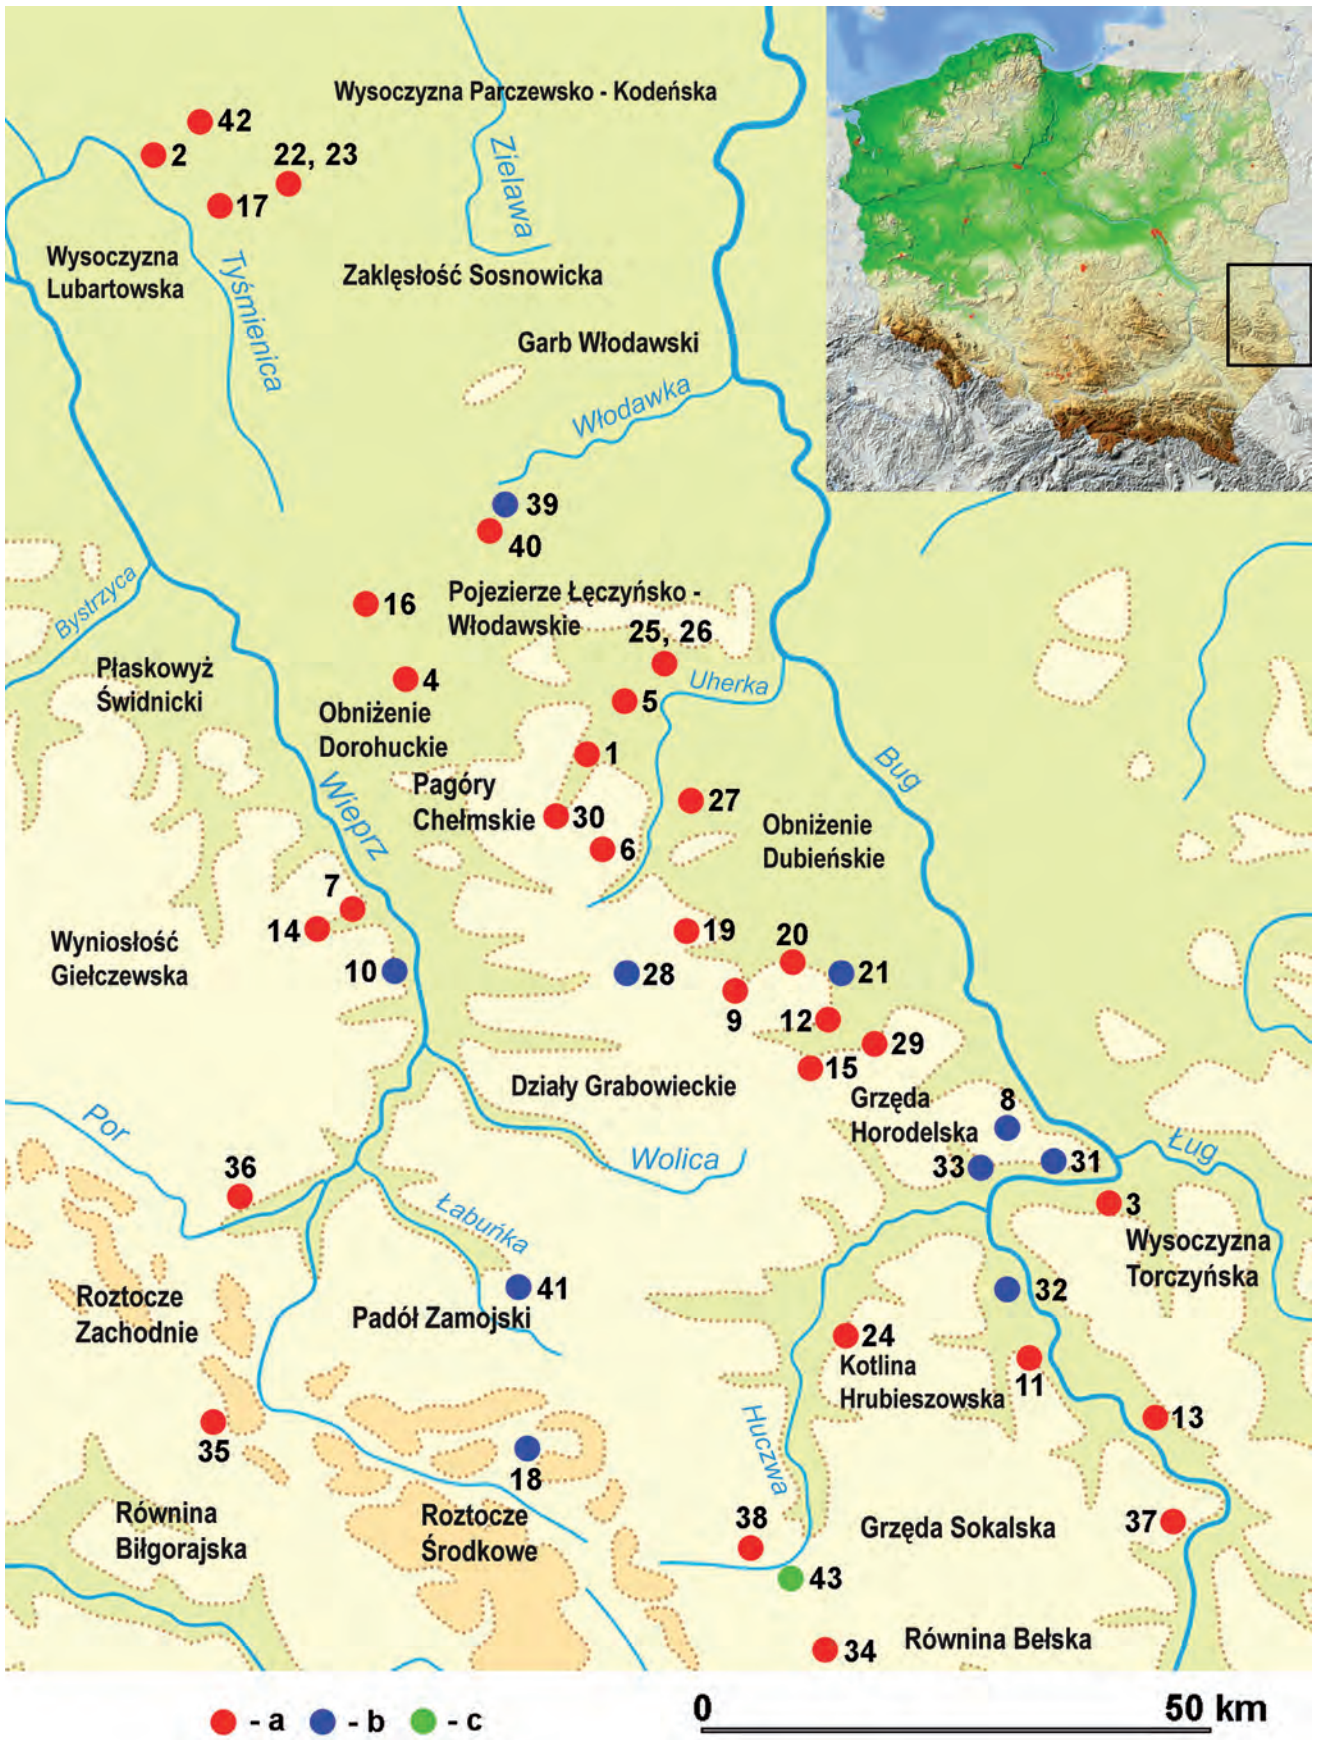 Wysoczyzna Parczewsko - Kodeńska
42
2
22, 23
17
Zielawa
Wysoczyzna
Lubartowska
Tyśmienica
Zaklęsłość Sosnowicka
Garb Włodawski
Włodawka
39
40
Bystrzyca
16
Pojezierze Łęczyńsko -
Włodawskie
25, 26
Płaskowyż
Świdnicki
4
Uherka
5
Obniżenie
Dorohuckie
1
Bug
Wieprz
Pagóry
Chełmskie
30
27
6
Obniżenie
Dubieńskie
7
14
19
20
Wyniosłość
Giełczewska
10
28
21
9
12
29
15
Działy Grabowieckie
Grzęda
Horodelska
8
Por
Wolica
33
31
Ług
36
3
Łabuńka
Wysoczyzna
Torczyńska
41
32
Roztocze
Zachodnie
Padół Zamojski
24
Kotlina
Hrubieszowska
11
13
35
Huczwa
18
Równina
Biłgorajska
Roztocze
Środkowe
38
Grzęda Sokalska
37
43
34
Równina Bełska
- a
- b
- c
0
50 km